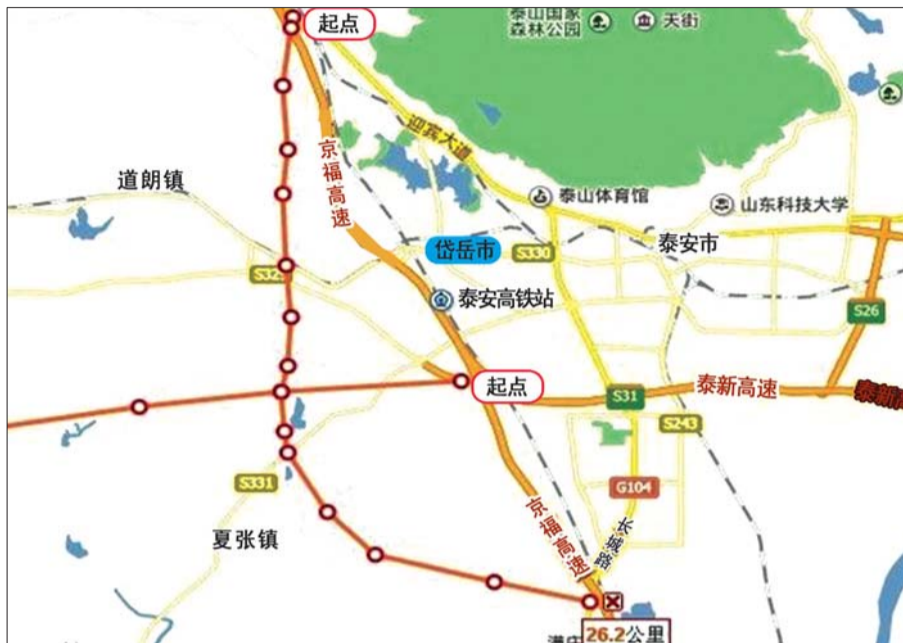 起点
泰山国家
森林公园
天街
迎宾大道
京福高速
道朗镇
泰山体育馆
山东科技大学
岱岳市
S330
泰安市
泰安高铁站
S26
起点
S31
泰新高速
S243
S331
G104
夏张镇
京福高速
长城路
26.2公里